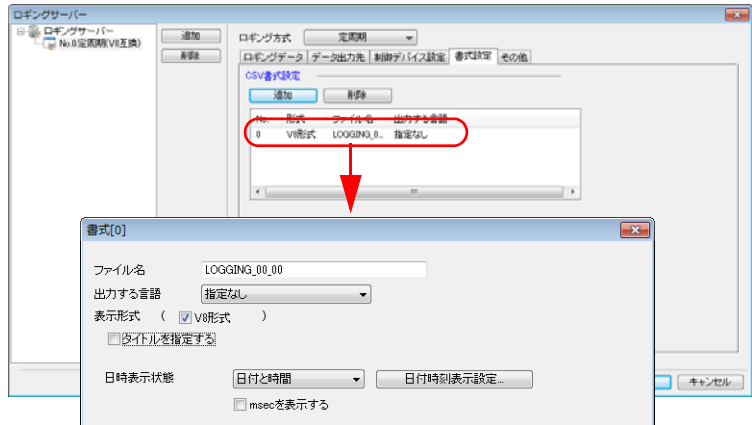 ロギングサーバー
ロギングサーバー
No.0:定周期(V8互換)
追加
削除
ロギング方式 定周期
ロギングデータ データ出力先 制御デバイス設定 書式設定 その他
CSV書式設定
追加 削除
No. 形式 ファイル名 出力する言語
0 V8形式 LOGGING_0... 指定なし
書式[0]
ファイル名 LOGGING_00_00
出力する言語 指定なし
表示形式 ( V8形式 )
タイトルを指定する
日時表示状態 日付と時間 日付時刻表示設定...
msecを表示する
キャンセル